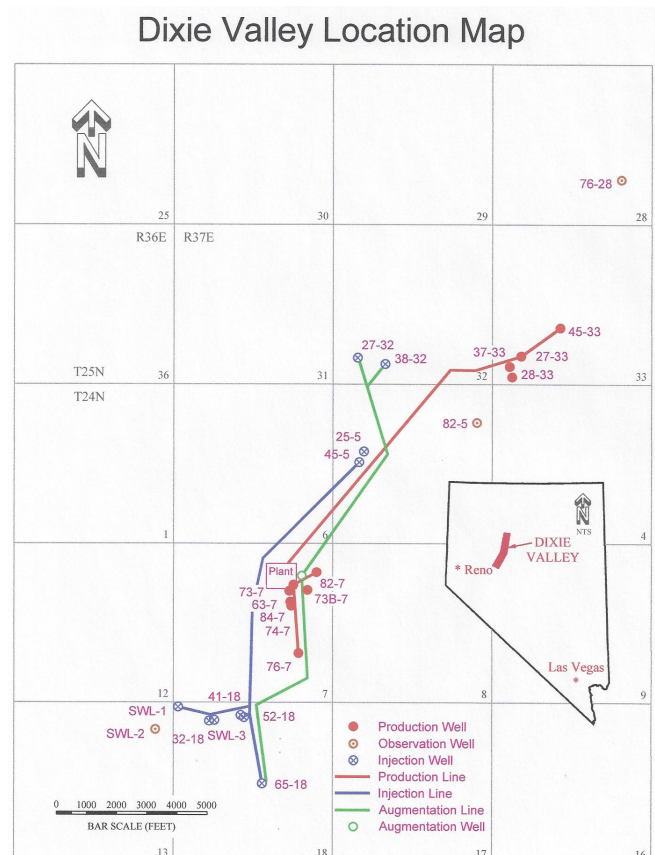 Dixie Valley Location Map
N
76-28
25
30
29
28
R36E
R37E
45-33
27-32
38-32
37-33
27-33
28-33
T25N
36
31
32
33
T24N
82-5
25-5
45-5
1
6
4
NTS
DIXIE
VALLEY
* Reno
Las Vegas
*
Plant
82-7
73-7
73B-7
63-7
84-7
74-7
76-7
12
7
8
9
41-18
SWL-1
52-18
SWL-2
32-18
SWL-3
65-18
Production Well
Observation Well
Injection Well
Production Line
Injection Line
Augmentation Line
Augmentation Well
0 1000 2000 3000 4000 5000
BAR SCALE (FEET)
13
18
17
16